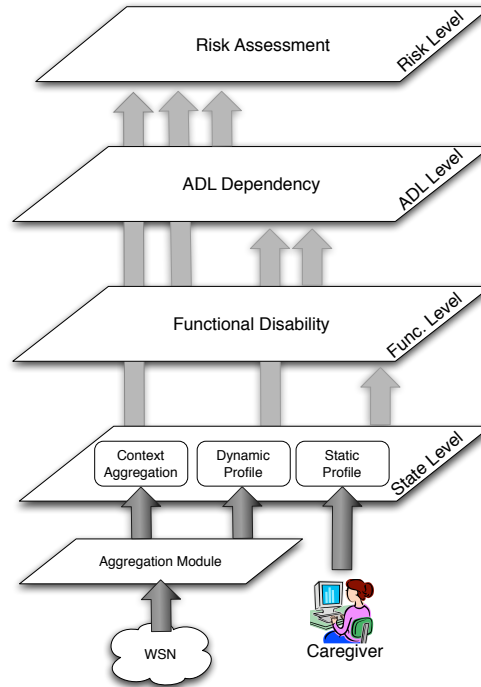 Risk Assessment
Risk Level
ADL Dependency
ADL Level
Functional Disability
Func. Level
Context
Aggregation
Dynamic
Profile
Static
Profile
State Level
Aggregation Module
WSN
Caregiver